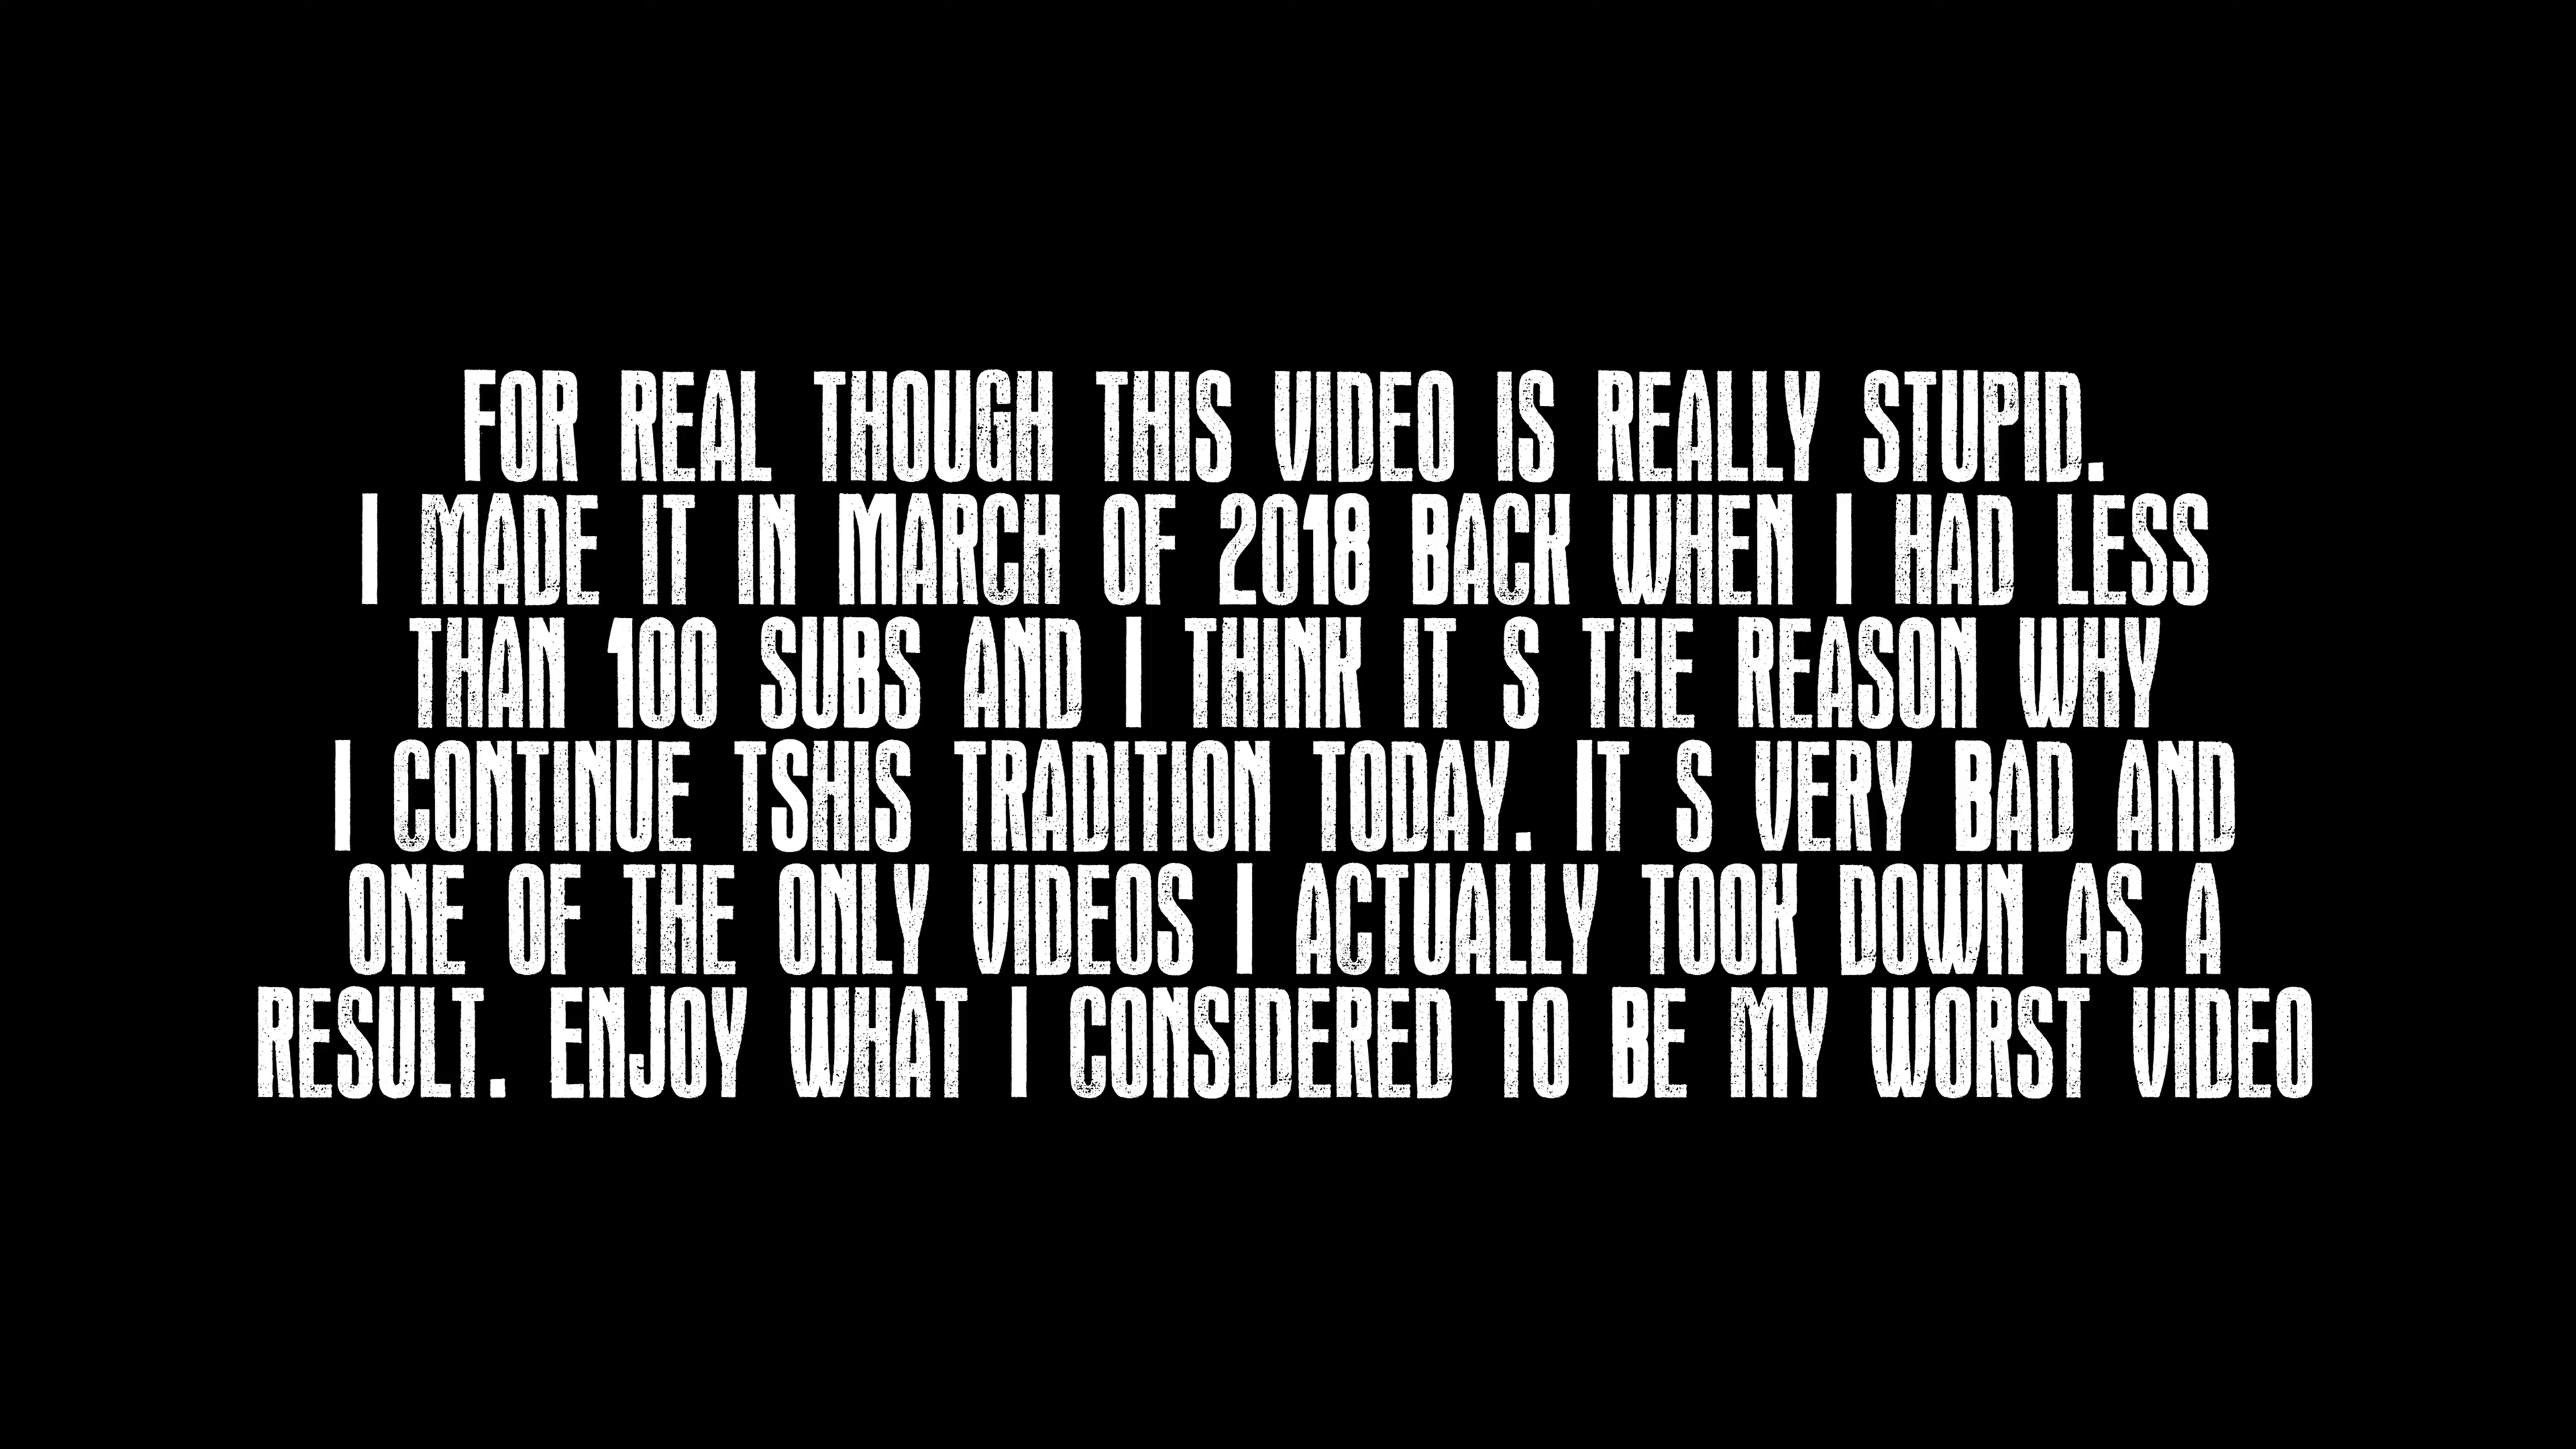 FOR REAL THOUGH THIS VIDEO IS REALLY STUPID.
I MADE IT IN MARCH OF 2018 BACK WHEN I HAD LESS
THAN 100 SUBS AND I THINK IT S THE REASON WHY
I CONTINUE TSHIS TRADITION TODAY. IT S VERY BAD AND
ONE OF THE ONLY VIDEOS I ACTUALLY TOOK DOWN AS A
RESULT. ENJOY WHAT I CONSIDERED TO BE MY WORST VIDEO